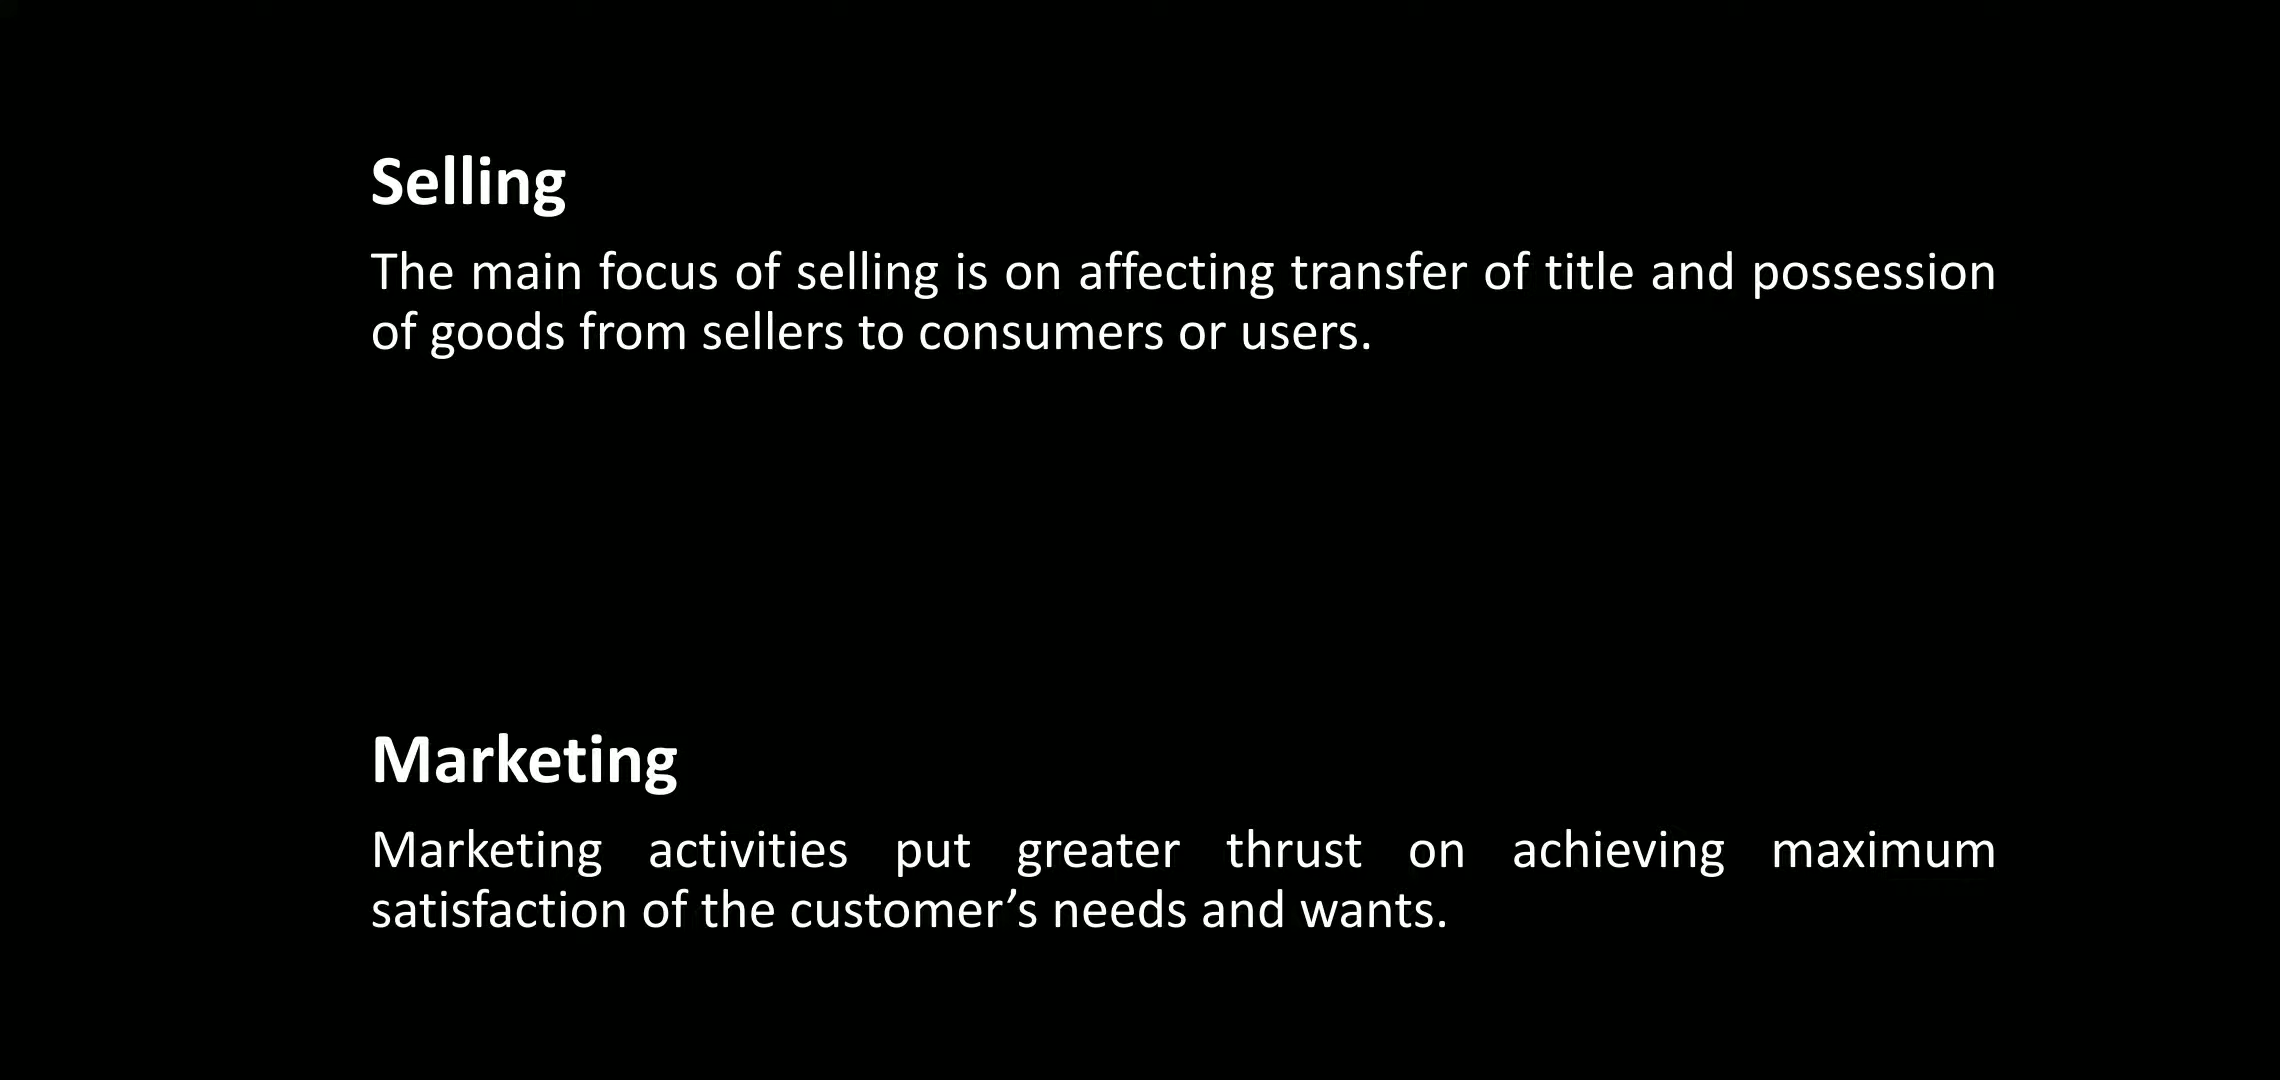 Selling
The main focus of selling is on affecting transfer of title and possession
of goods from sellers to consumers or users.
Marketing
Marketing activities put greater thrust on achieving maximum
satisfaction of the customer’s needs and wants.